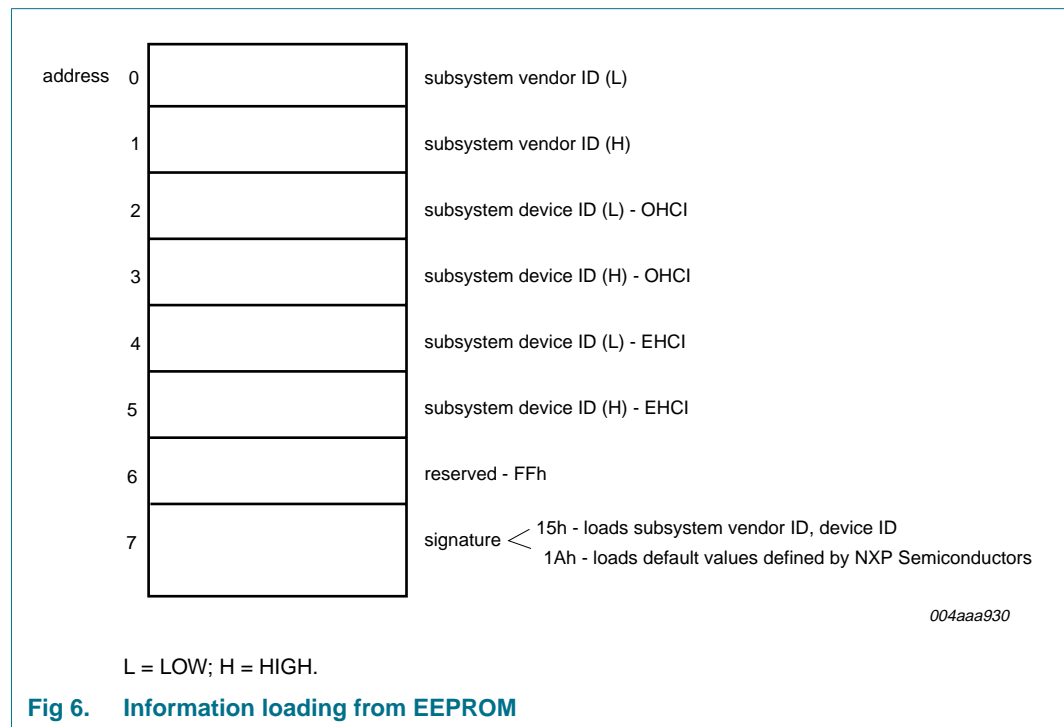 address 0 subsystem vendor ID (L)
1 subsystem vendor ID (H)
2 subsystem device ID (L) - OHCI
3 subsystem device ID (H) - OHCI
4 subsystem device ID (L) - EHCI
5 subsystem device ID (H) - EHCI
6 reserved - FFh
15h - loads subsystem vendor ID, device ID
7 signature
1Ah - loads default values defined by NXP Semiconductors
004aaa930
L = LOW; H = HIGH.
Fig 6. Information loading from EEPROM